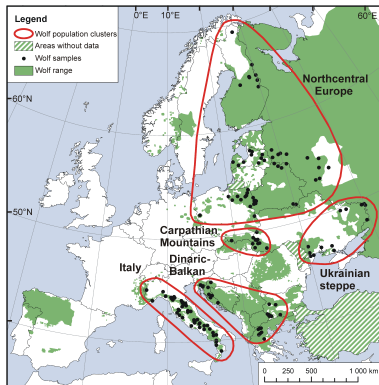 0°E 10°E 60°E
Legend
Wolf population clusters
Areas without data
Wolf samples
Wolf range
Northcentral
Europe
60°N
50°N
Carpathian
Mountains
Dinaric-
Balkan
Italy
Ukrainian
steppe
0 250 500 1 000 km